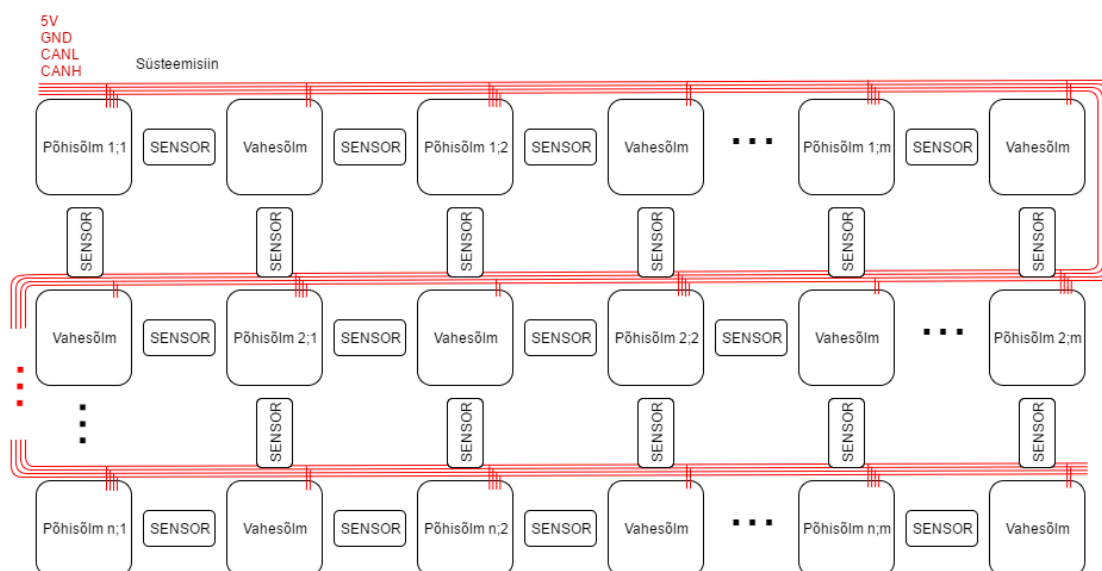 5V
GND
CANL
CANH
Süsteemisiin
Põhisõlm 1;1
SENSOR
Vahesõlm
SENSOR
Põhisõlm 1;2
SENSOR
Vahesõlm
Põhisõlm 1;m
SENSOR
Vahesõlm
SENSOR
SENSOR
SENSOR
SENSOR
SENSOR
SENSOR
Vahesõlm
SENSOR
Põhisõlm 2;1
SENSOR
Vahesõlm
SENSOR
Põhisõlm 2;2
SENSOR
Vahesõlm
Põhisõlm 2;m
SENSOR
SENSOR
SENSOR
SENSOR
SENSOR
Põhisõlm n;1
SENSOR
Vahesõlm
SENSOR
Põhisõlm n;2
SENSOR
Vahesõlm
Põhisõlm n;m
SENSOR
Vahesõlm